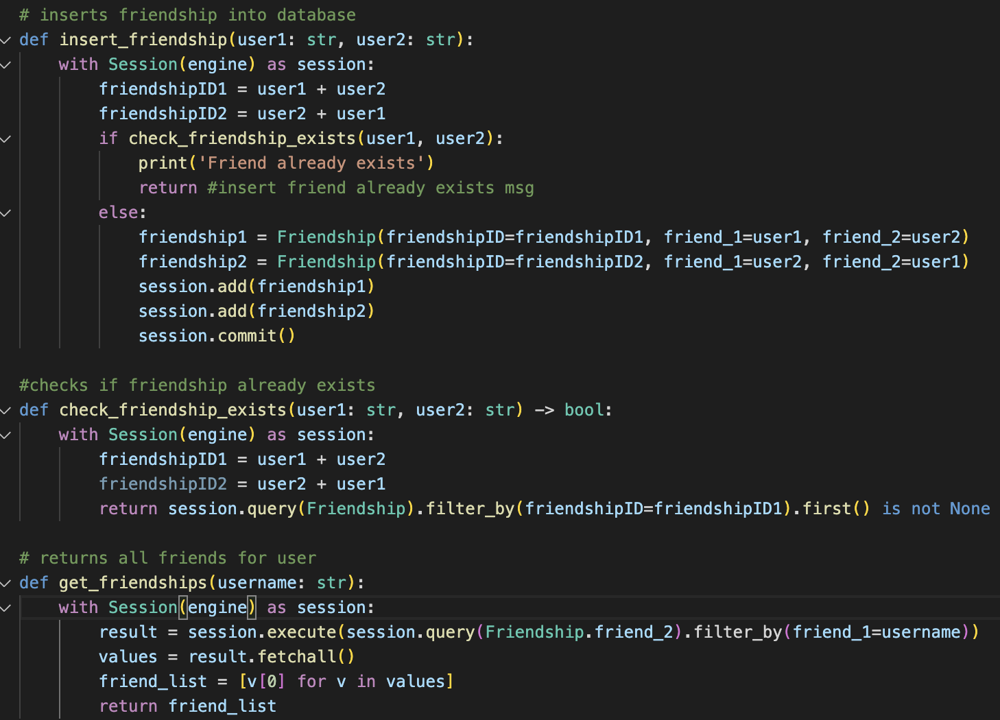 # inserts friendship into database
def insert_friendship(user1: str, user2: str):
    with Session(engine) as session:
        friendshipID1 = user1 + user2
        friendshipID2 = user2 + user1
        if check_friendship_exists(user1, user2):
            print('Friend already exists')
            return #insert friend already exists msg
        else:
            friendship1 = Friendship(friendshipID=friendshipID1, friend_1=user1, friend_2=user2)
            friendship2 = Friendship(friendshipID=friendshipID2, friend_1=user2, friend_2=user1)
            session.add(friendship1)
            session.add(friendship2)
            session.commit()

#checks if friendship already exists
def check_friendship_exists(user1: str, user2: str) -> bool:
    with Session(engine) as session:
        friendshipID1 = user1 + user2
        friendshipID2 = user2 + user1
        return session.query(Friendship).filter_by(friendshipID=friendshipID1).first() is not None

# returns all friends for user
def get_friendships(username: str):
    with Session(engine) as session:
        result = session.execute(session.query(Friendship.friend_2).filter_by(friend_1=username))
        values = result.fetchall()
        friend_list = [v[0] for v in values]
        return friend_list